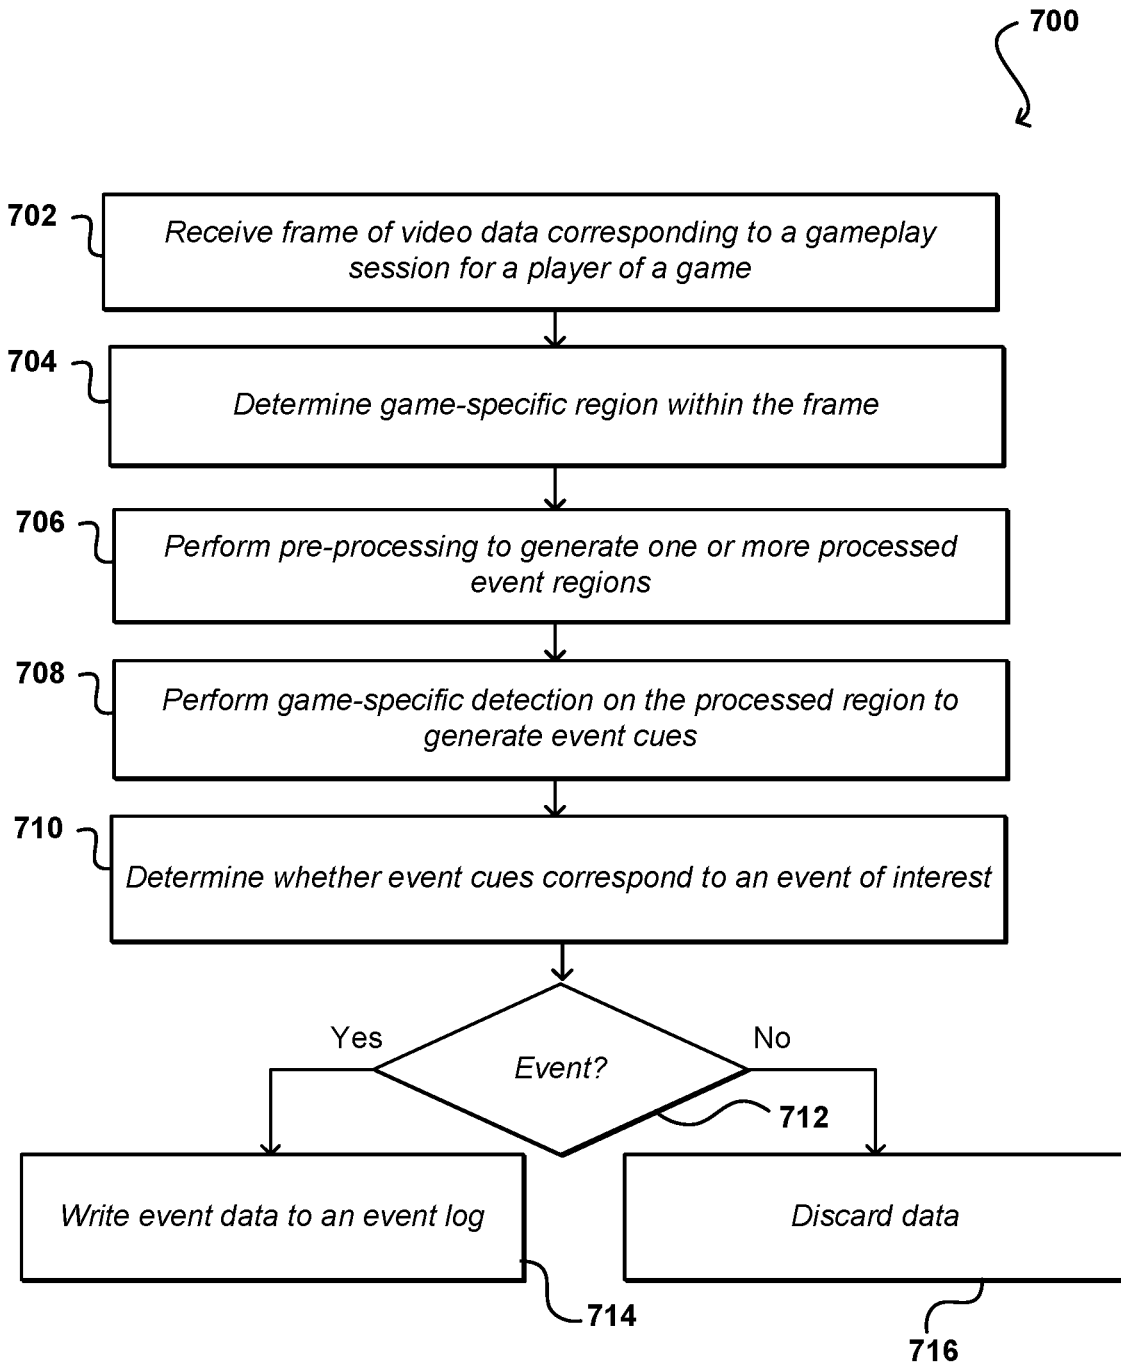 700
702
Receive frame of video data corresponding to a gameplay
session for a player of a game
704
Determine game-specific region within the frame
706
Perform pre-processing to generate one or more processed
event regions
708
Perform game-specific detection on the processed region to
generate event cues
710
Determine whether event cues correspond to an event of interest
Yes
No
Event?
712
Write event data to an event log
Discard data
714
716